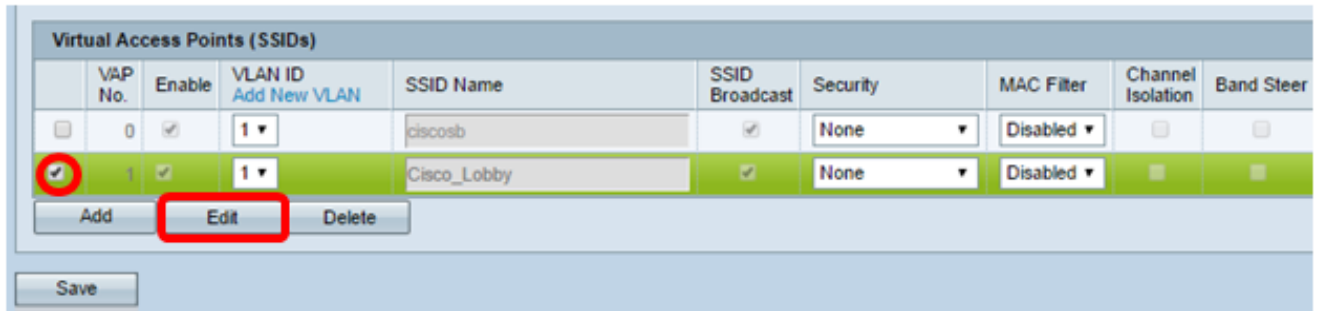 Virtual Access Points (SSIDs)
VAP No. Enable VLAN ID Add New VLAN SSID Name SSID Broadcast Security MAC Filter Channel Isolation Band Steer
0 1 ciscosb None Disabled
1 1 Cisco_Lobby None Disabled
Add Edit Delete
Save